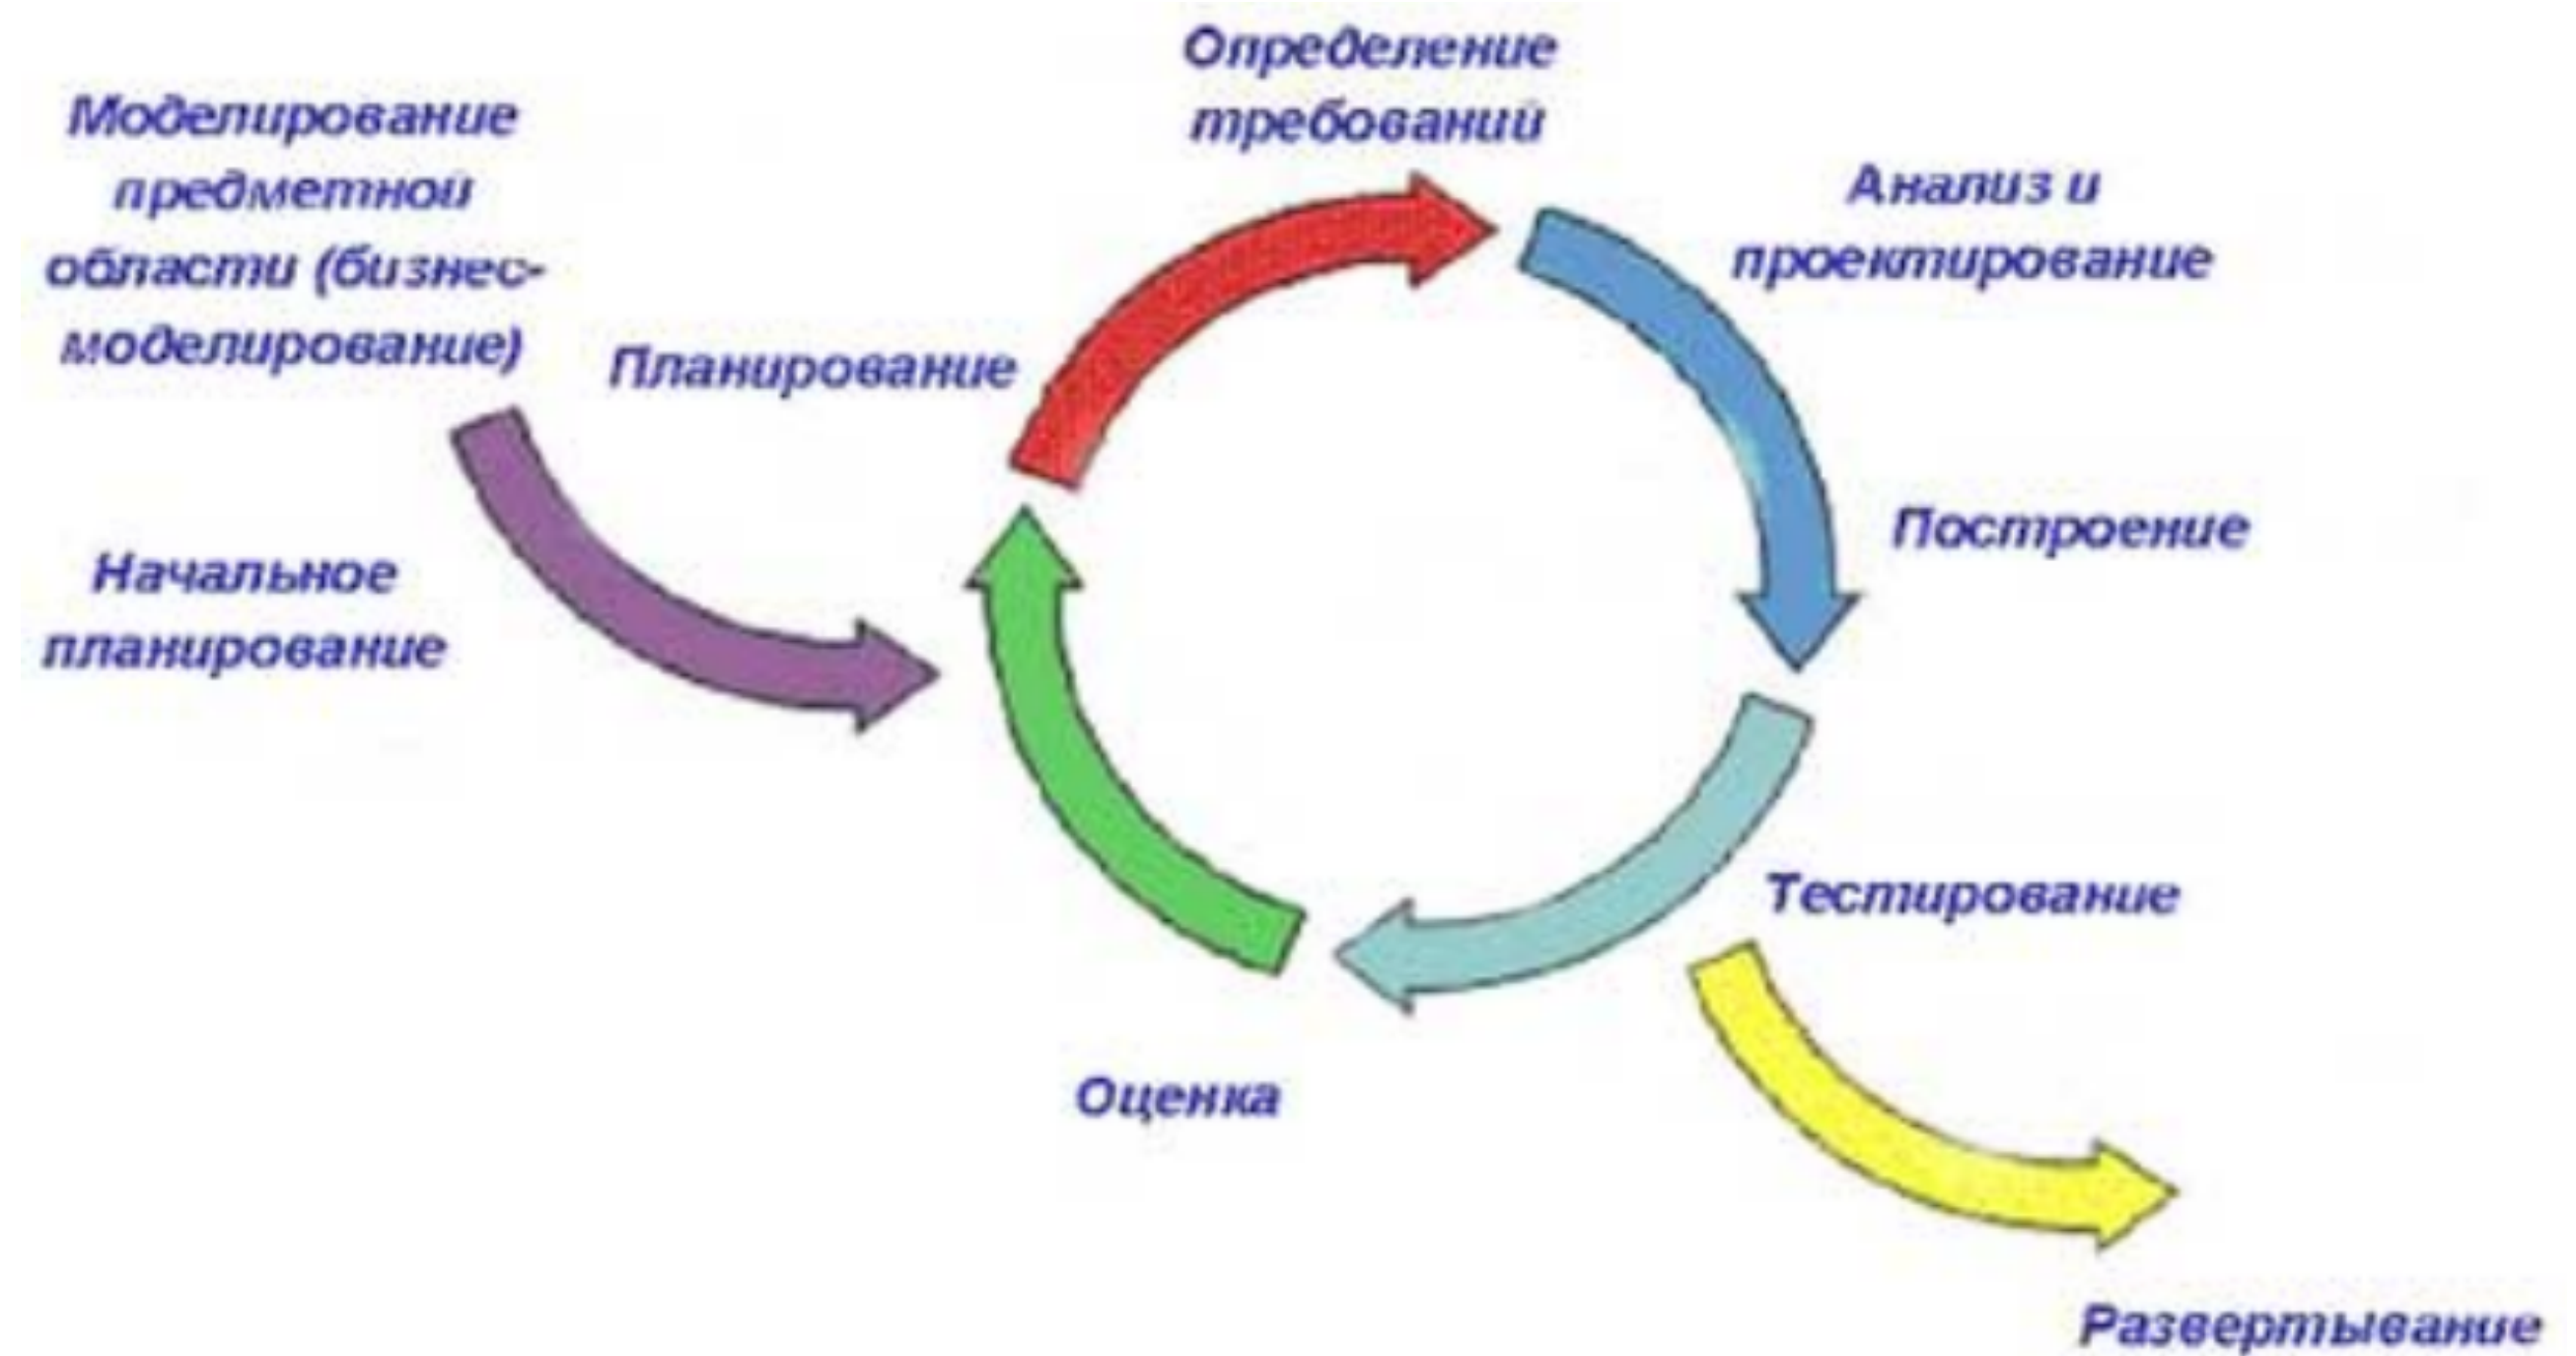 Моделирование
предметной
области (бизнес-
моделирование)
Начальное
планирование
Планирование
Определение
требований
Анализ и
проектирование
Построение
Тестирование
Оценка
Развертывание